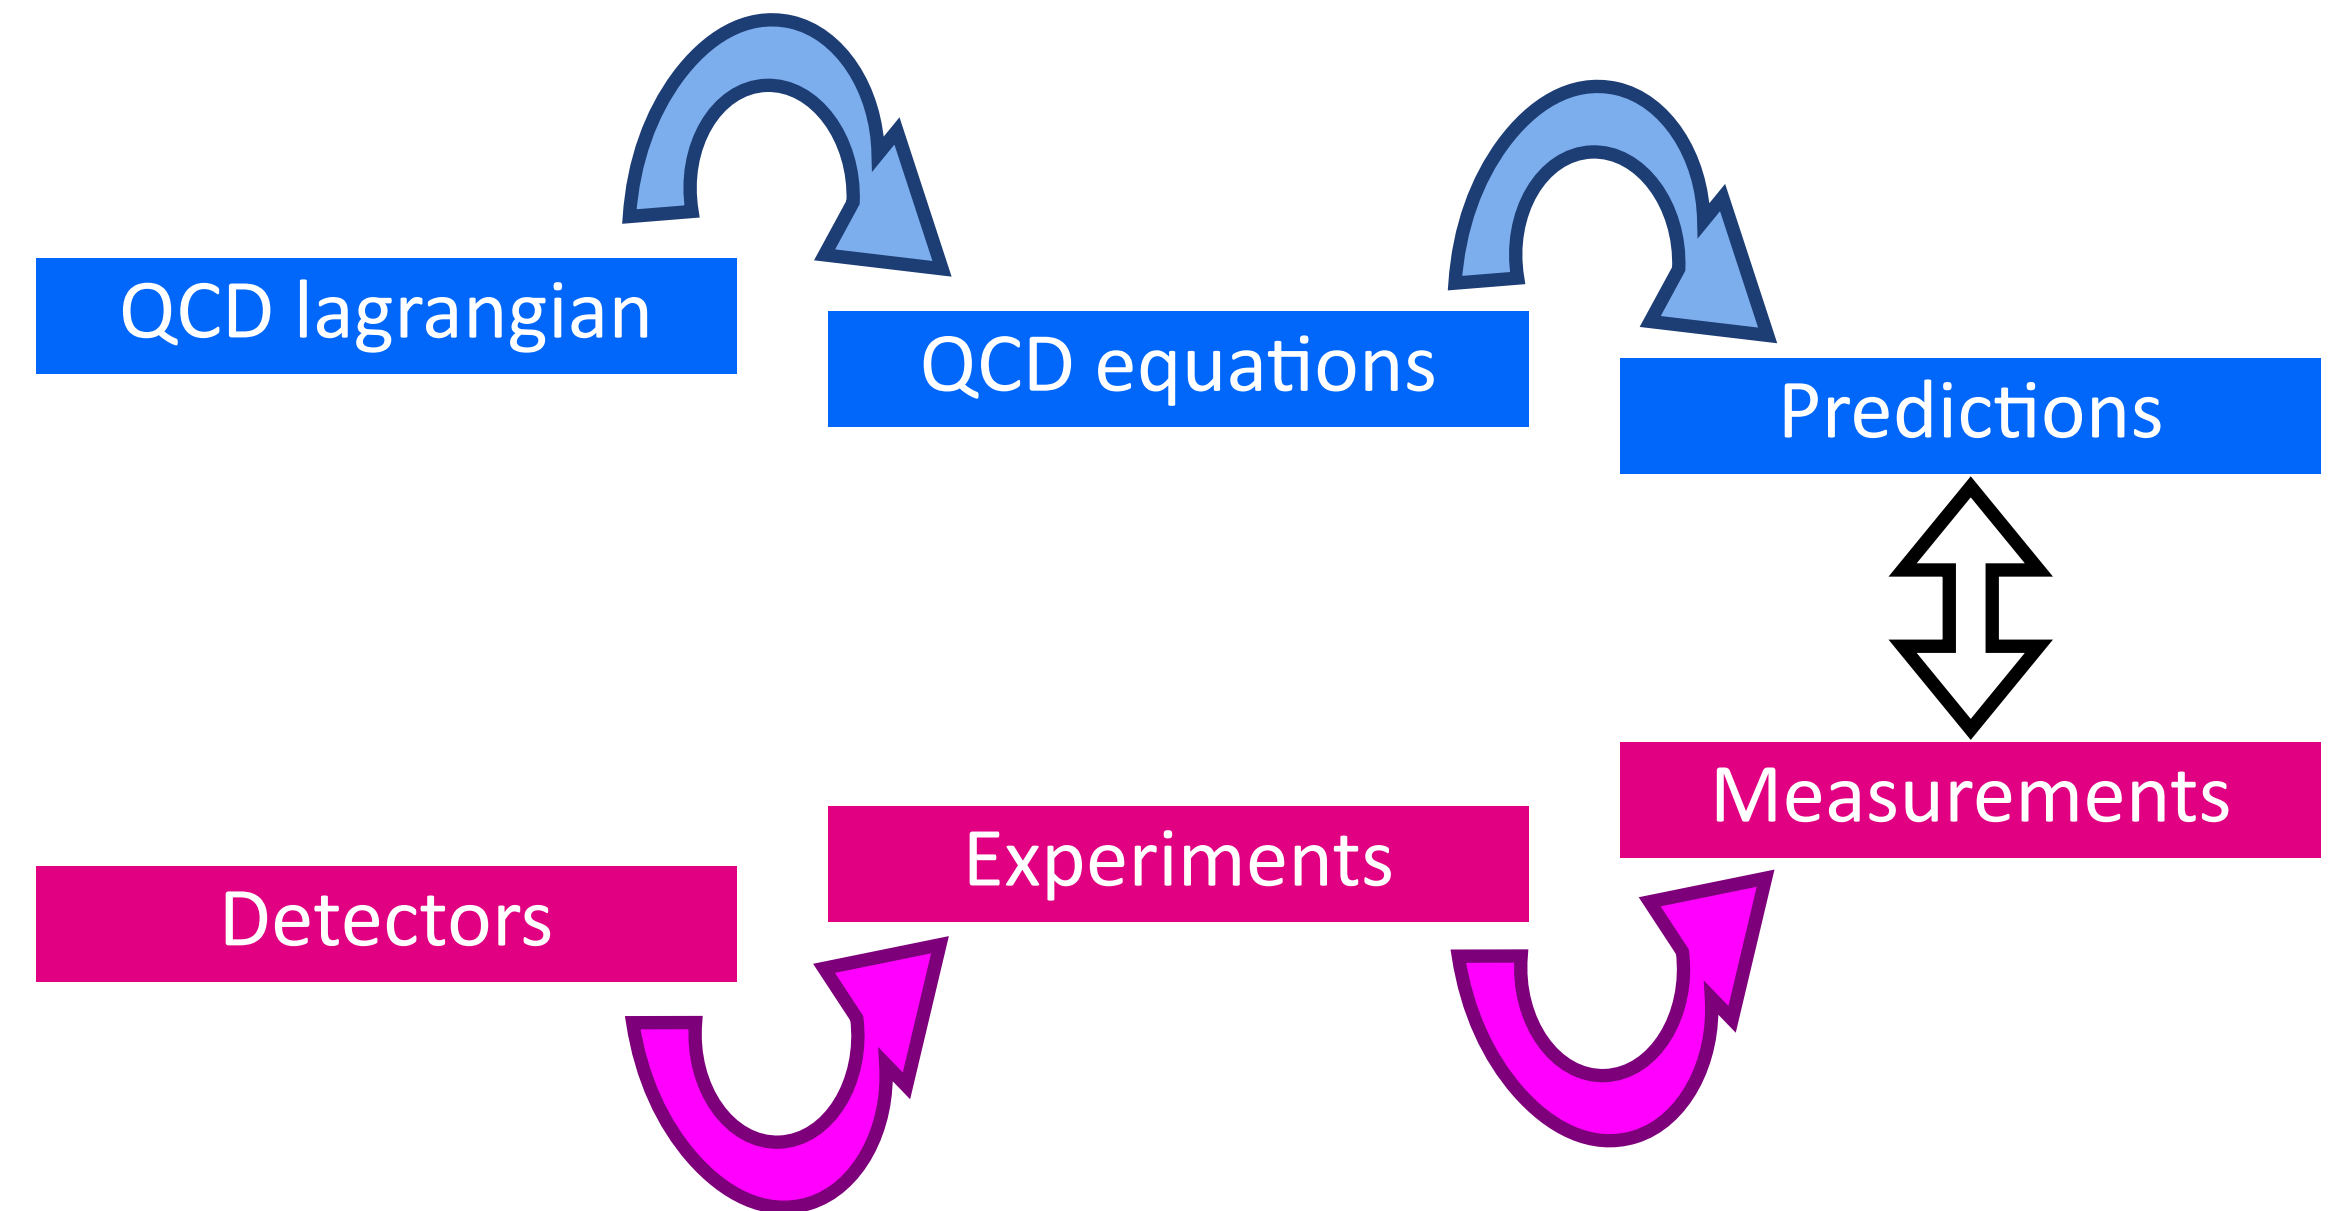 QCD lagrangian
QCD equations
Predictions
Measurements
Experiments
Detectors